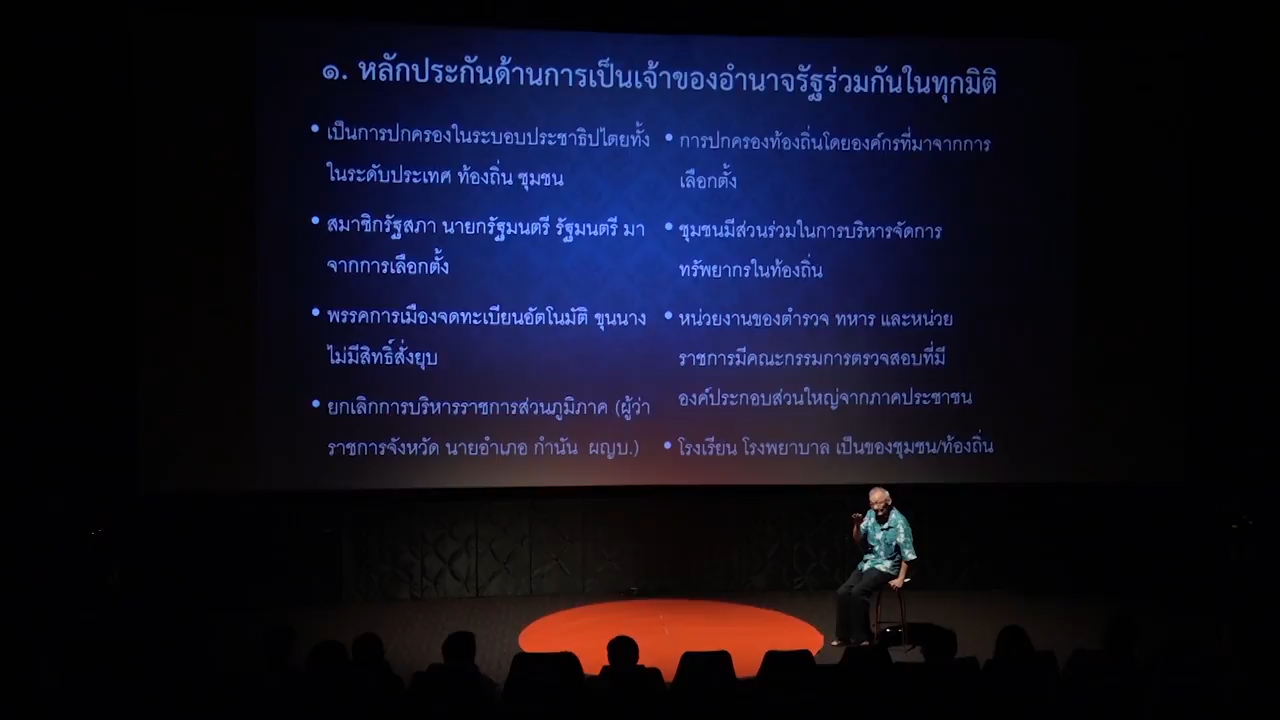 ๑. หลักประกันด้านการเป็นเจ้าของอำนาจรัฐร่วมกันในทุกมิติ
• เป็นการปกครองในระบอบประชาธิปไตยทั้ง
ในระดับประเทศ ท้องถิ่น ชุมชน
• สมาชิกรัฐสภา นายกรัฐมนตรี รัฐมนตรี มา
จากการเลือกตั้ง
• พรรคการเมืองจดทะเบียนอัตโนมัติ ขุนนาง
ไม่มีสิทธิ์สั่งยุบ
• ยกเลิกการบริหารราชการส่วนภูมิภาค (ผู้ว่า
ราชการจังหวัด นายอำเภอ กำนัน ผญบ.)
• การปกครองท้องถิ่นโดยองค์กรที่มาจากการ
เลือกตั้ง
• ชุมชนมีส่วนร่วมในการบริหารจัดการ
ทรัพยากรในท้องถิ่น
• หน่วยงานของตำรวจ ทหาร และหน่วย
ราชการมีคณะกรรมการตรวจสอบที่มี
องค์ประกอบส่วนใหญ่จากภาคประชาชน
• โรงเรียน โรงพยาบาล เป็นของชุมชน/ท้องถิ่น